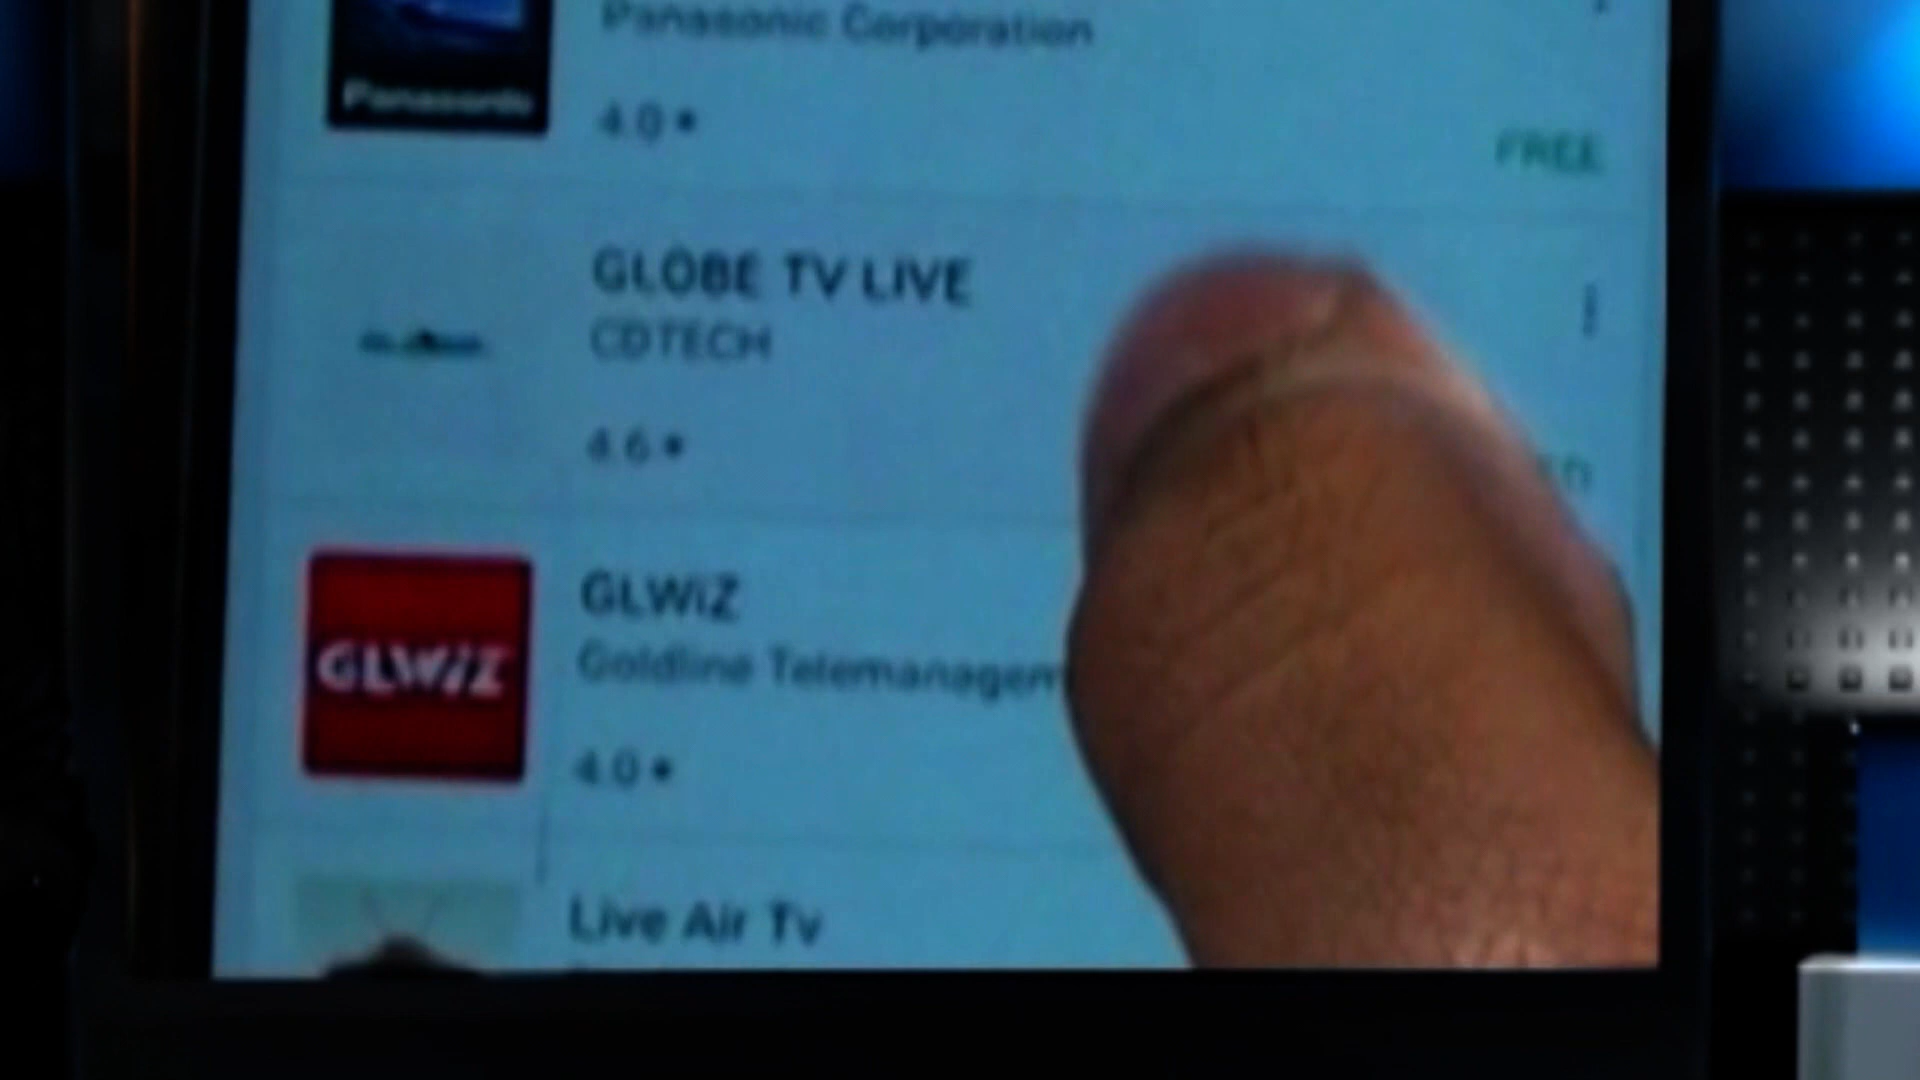 Panasonic Corporation
Panasonic
4.0
FREE
GLOBE TV LIVE
CDTECH
4.6
GLWiZ
GLWiZ
Goldline Telemanagem
4.0
Live Air Tv